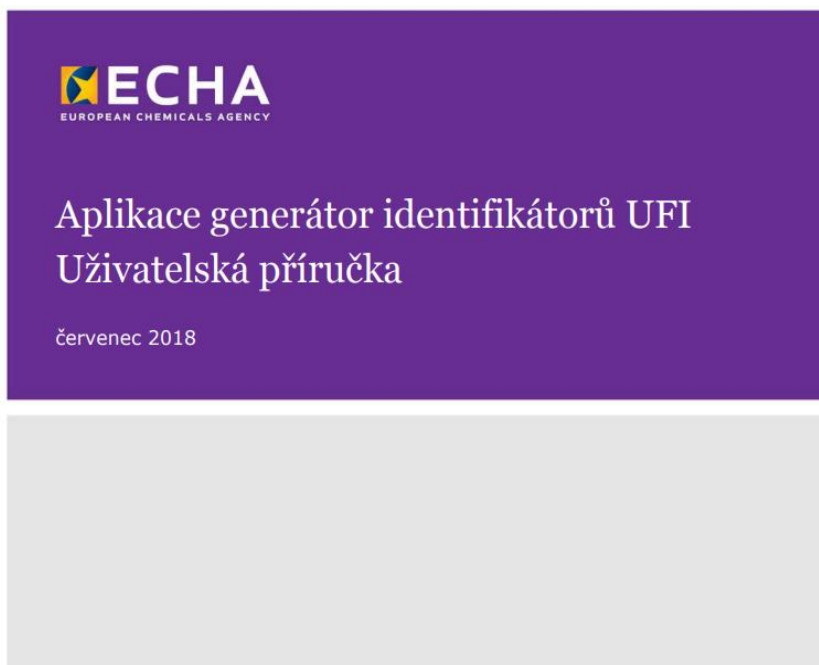 ECHA
EUROPEAN CHEMICALS AGENCY
Aplikace generátor identifikátorů UFI
Uživatelská příručka
červenec 2018